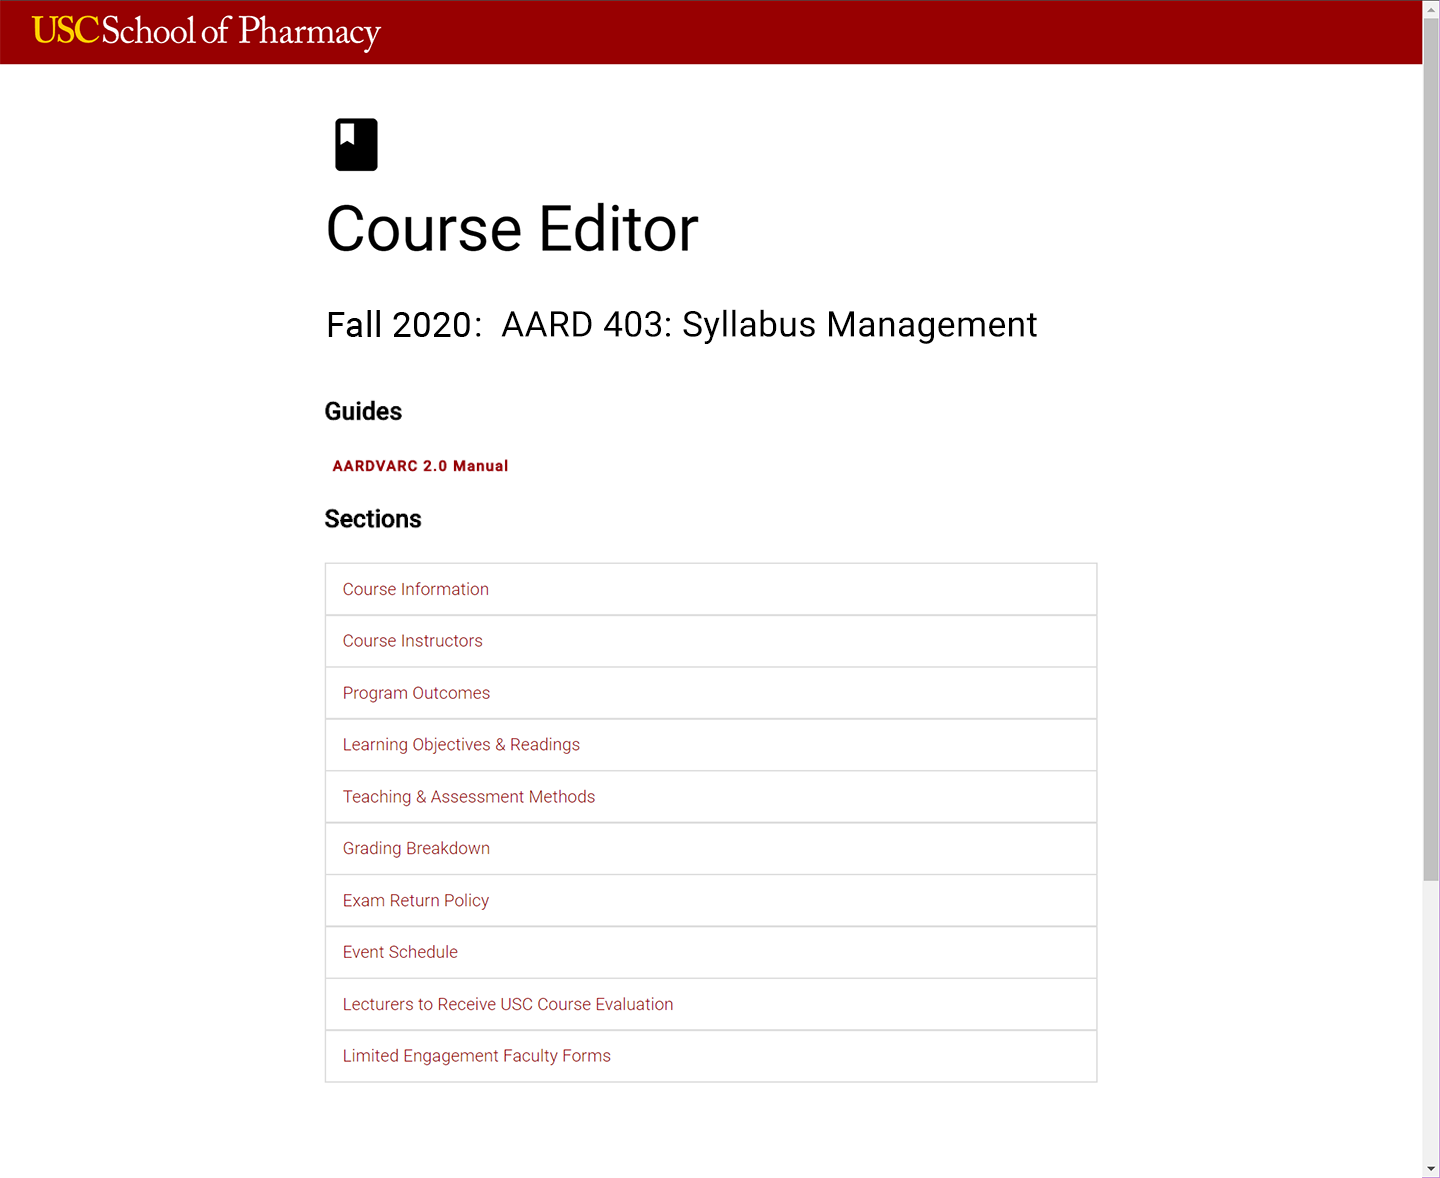 USC School of Pharmacy
Course Editor
Fall 2020: AARD 403: Syllabus Management
Guides
AARDVARC 2.0 Manual
Sections
Course Information
Course Instructors
Program Outcomes
Learning Objectives & Readings
Teaching & Assessment Methods
Grading Breakdown
Exam Return Policy
Event Schedule
Lecturers to Receive USC Course Evaluation
Limited Engagement Faculty Forms